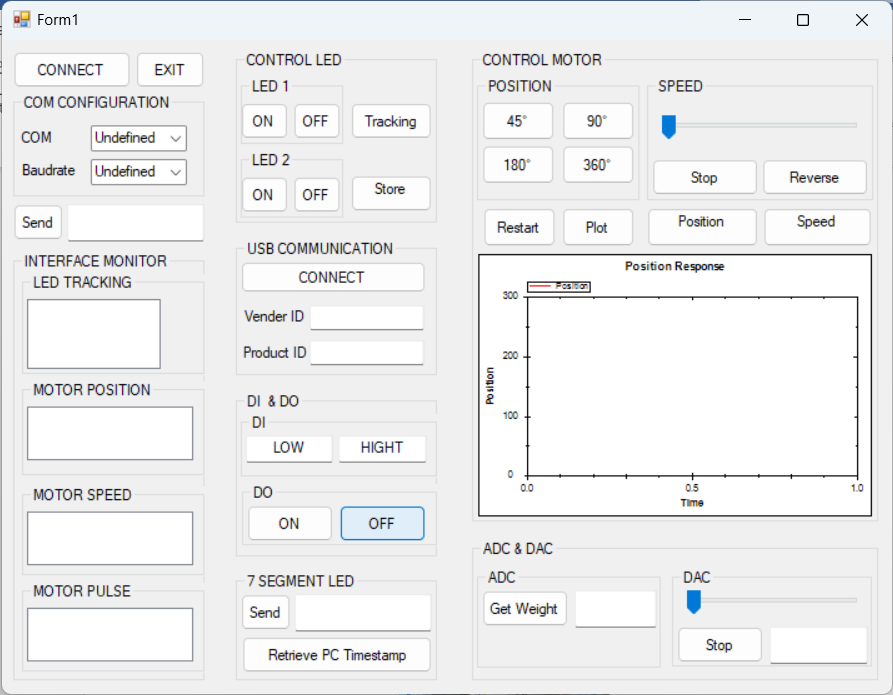 Form1
CONNECT EXIT
COM CONFIGURATION
COM Undefined
Baudrate Undefined
Send
INTERFACE MONITOR
LED TRACKING
MOTOR POSITION
MOTOR SPEED
MOTOR PULSE
CONTROL LED
LED 1
ON OFF Tracking
LED 2
ON OFF Store
USB COMMUNICATION
CONNECT
Vender ID
Product ID
DI & DO
DI
LOW HIGHT
DO
ON OFF
7 SEGMENT LED
Send
Retrieve PC Timestamp
CONTROL MOTOR
POSITION
45° 90°
180° 360°
SPEED
Stop Reverse
Restart Plot Position Speed
Position Response
Position
300
200
100
0
Position
0.0 0.5 1.0
Time
ADC & DAC
ADC
Get Weight
DAC
Stop